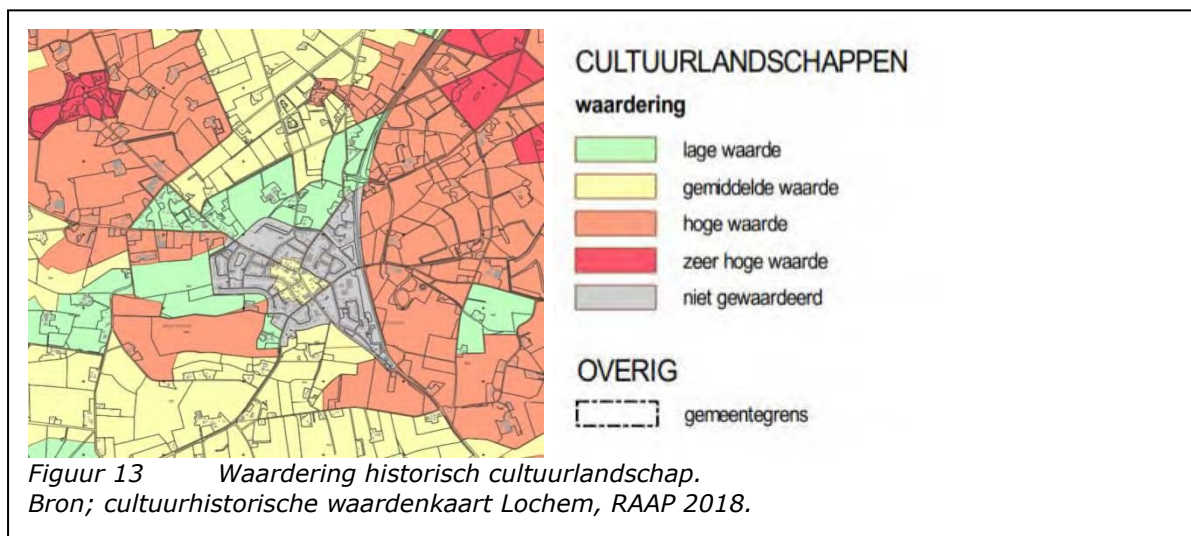 CULTUURLANDSCHAPPEN
waardering
lage waarde
gemiddelde waarde
hoge waarde
zeer hoge waarde
niet gewaardeerd
OVERIG
gemeentegrens
Figuur 13 Waardering historisch cultuurlandschap.
Bron; cultuurhistorische waardenkaart Lochem, RAAP 2018.